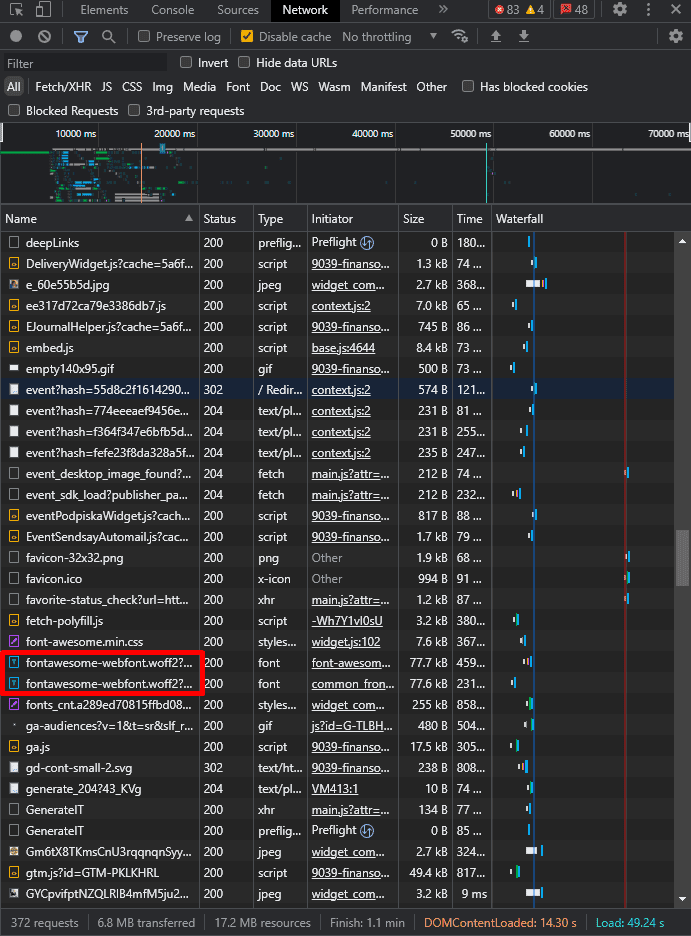 Elements Console Sources Network Performance » 83 4 48
Preserve log Disable cache No throttling
Filter Invert Hide data URLs
All Fetch/XHR JS CSS Img Media Font Doc WS Wasm Manifest Other Has blocked cookies
Blocked Requests 3rd-party requests
10000 ms 20000 ms 30000 ms 40000 ms 50000 ms 60000 ms 70000 ms
Name Status Type Initiator Size Time Waterfall
deepLinks 200 prefligh... Preflight 0 B 180...
DeliveryWidget.js?cache=5a6f... 200 script 9039-finanso... 1.3 kB 74 ...
e_60e55b5d.jpg 200 jpeg widget com... 2.7 kB 368...
ee317d72ca79e3386db7.js 200 script context.js:2 7.0 kB 65 ...
EJournalHelper.js?cache=5a6f... 200 script 9039-finanso... 745 B 86 ...
embed.js 200 script base.js:4644 8.4 kB 73 ...
empty140x95.gif 200 gif 9039-finanso... 500 B 73 ...
event?hash=55d8c2f1614290... 302 / Redir... context.js:2 574 B 121...
event?hash=774eeeaef9456e... 204 text/pl... context.js:2 231 B 81 ...
event?hash=f364f347e6bfb5d... 204 text/pl... context.js:2 231 B 255...
event?hash=fefe23f8da328a5f... 204 text/pl... context.js:2 235 B 247...
event_desktop_image_found?... 204 fetch main.js?attr=... 212 B 74 ...
event_sdk_load?publisher_pa... 204 fetch main.js?attr=... 212 B 232...
eventPodpiskaWidget.js?cach... 200 script 9039-finanso... 817 B 88 ...
EventSendsayAutomail.js?cac... 200 script 9039-finanso... 1.7 kB 79 ...
favicon-32x32.png 200 png Other 1.9 kB 68 ...
favicon.ico 200 x-icon Other 994 B 91 ...
favorite-status_check?url=htt... 200 xhr main.js?attr=... 1.2 kB 87 ...
fetch-polyfill.js 200 script -Wh7Y1vI0sU 3.2 kB 380...
font-awesome.min.css 200 styles... widget.js:102 7.6 kB 367...
fontawesome-webfont.woff2?... 200 font font-awesom... 77.7 kB 459...
fontawesome-webfont.woff2?... 200 font common_fron... 77.6 kB 231...
fonts_cnt.a289ed70815ffbd08... 200 styles... widget com... 255 kB 858...
ga-audiences?v=1&t=sr&slf_r... 200 gif js?id=G-TLBH... 480 B 504...
ga.js 200 script 9039-finanso... 17.5 kB 305...
gd-cont-small-2.svg 302 text/ht... 9039-finanso... 238 B 808...
generate_204?43_KVg 204 text/pl... VM413:1 10 B 74 ...
GenerateIT 200 xhr main.js?attr=... 134 B 77 ...
GenerateIT 200 preflig... Preflight 0 B 85 ...
Gm6tX8TKmsCnU3rqqnqnSyy... 200 jpeg widget com... 2.7 kB 324...
gtm.js?id=GTM-PKLKHRL 200 script 9039-finanso... 49.4 kB 817...
GYCpvifptNZQLRlB4mfM5ju2... 200 jpeg widget com... 3.2 kB 9 ms
372 requests 6.8 MB transferred 17.2 MB resources Finish: 1.1 min DOMContentLoaded: 14.30 s Load: 49.24 s